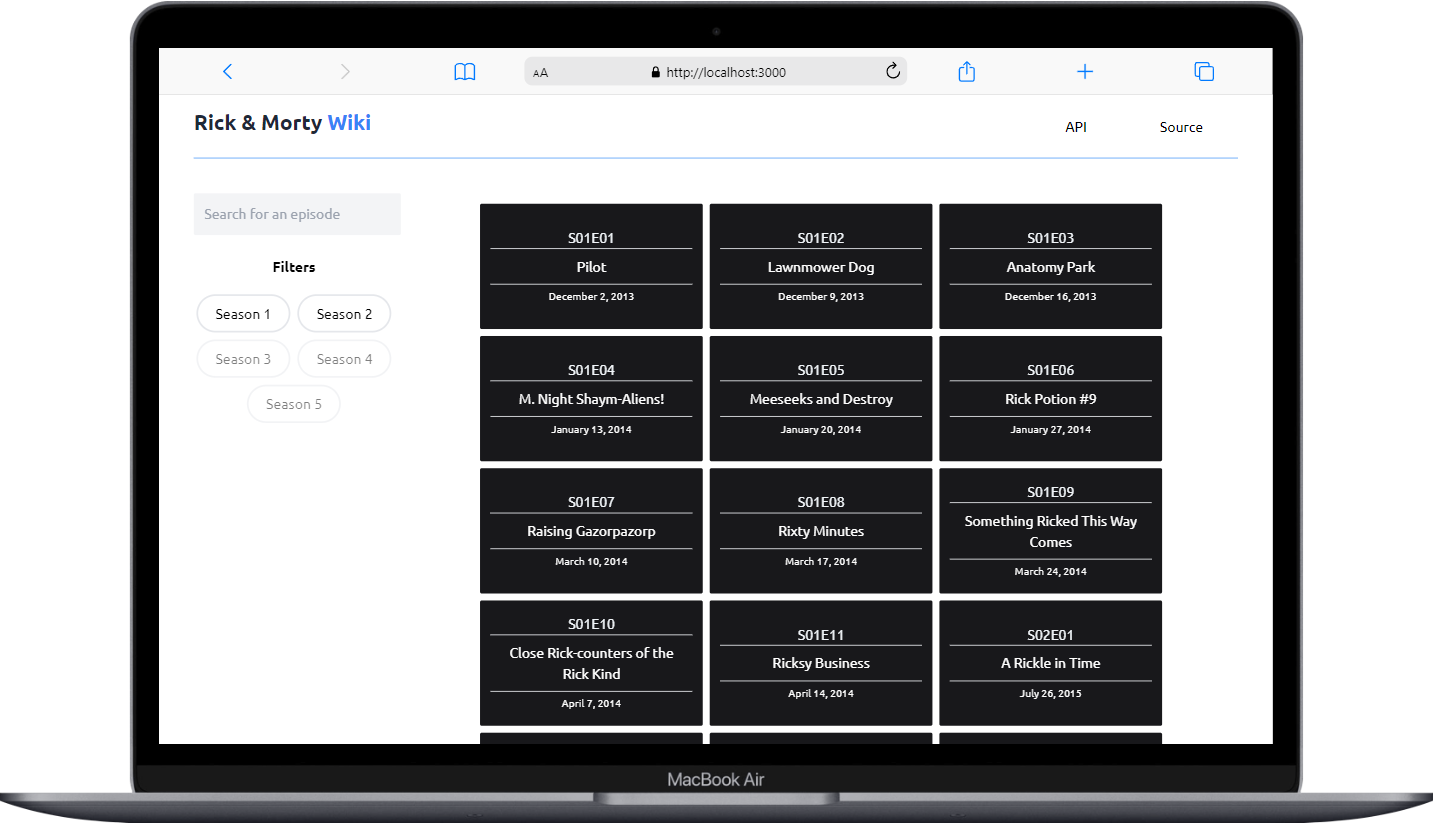 AA
http://localhost:3000
Rick & Morty Wiki
API
Source
Search for an episode
Filters
Season 1
Season 2
Season 3
Season 4
Season 5
S01E01
Pilot
December 2, 2013
S01E02
Lawnmower Dog
December 9, 2013
S01E03
Anatomy Park
December 16, 2013
S01E04
M. Night Shaym-Aliens!
January 13, 2014
S01E05
Meeseeks and Destroy
January 20, 2014
S01E06
Rick Potion #9
January 27, 2014
S01E07
Raising Gazorpazorp
March 10, 2014
S01E08
Rixty Minutes
March 17, 2014
S01E09
Something Ricked This Way
Comes
March 24, 2014
S01E10
Close Rick-counters of the
Rick Kind
April 7, 2014
S01E11
Ricksy Business
April 14, 2014
S02E01
A Rickle in Time
July 26, 2015
MacBook Air